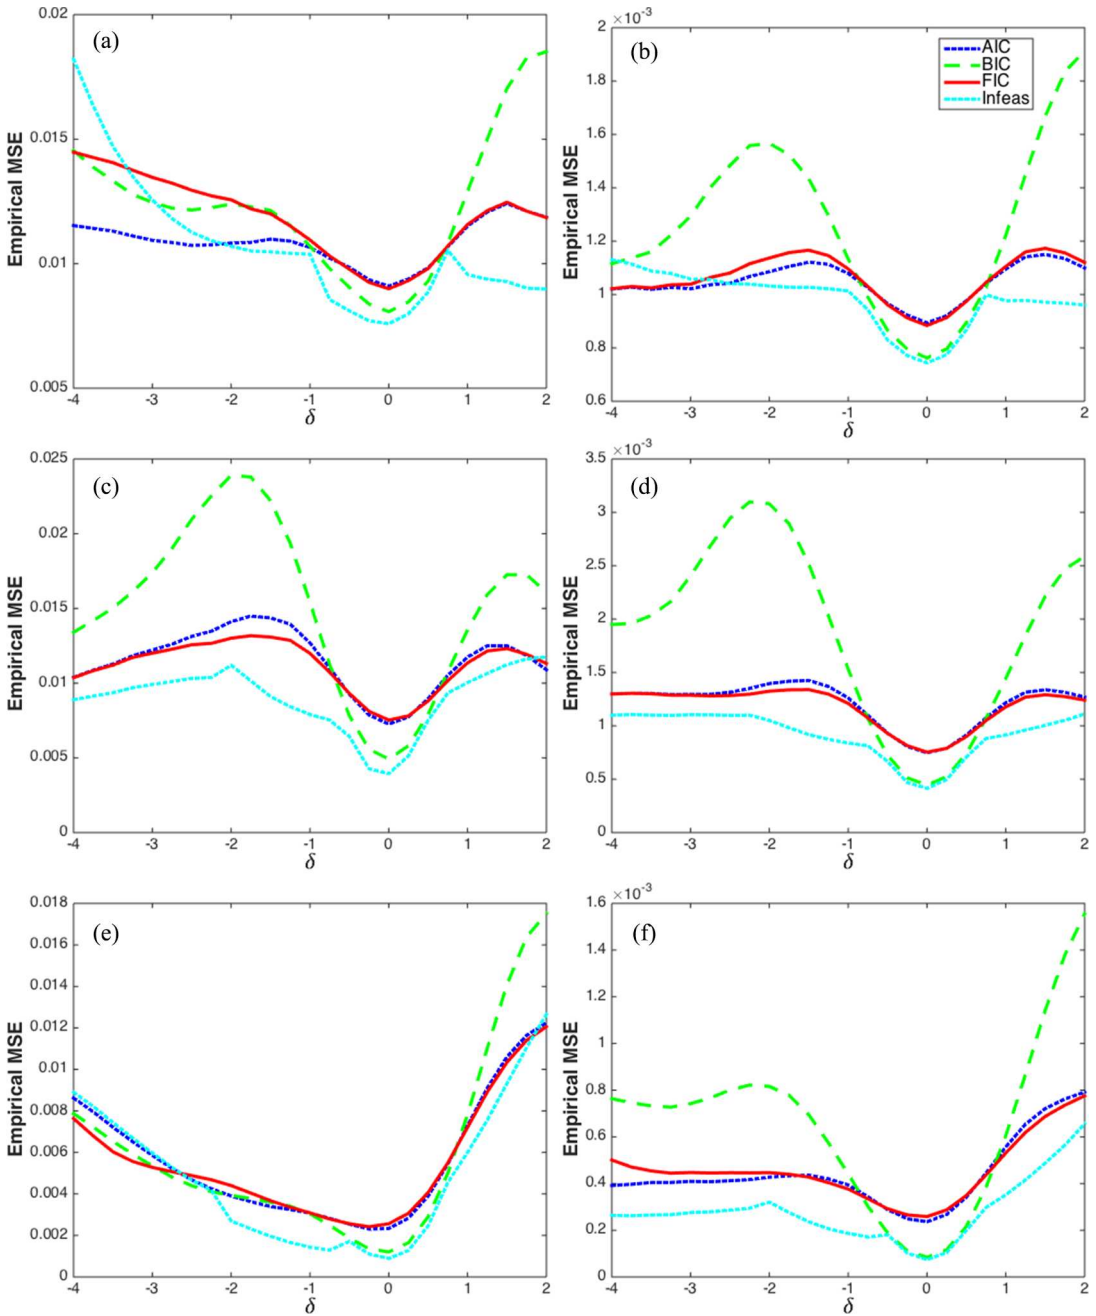 (a)
0.02
0.015
0.01
0.005
Empirical MSE
-4 -3 -2 -1 0 1 2
δ
(b)
×10⁻³
2
1.8
1.6
1.4
1.2
1
0.8
0.6
Empirical MSE
-4 -3 -2 -1 0 1 2
δ
AIC
BIC
FIC
Infeas
(c)
0.025
0.02
0.015
0.01
0.005
0
Empirical MSE
-4 -3 -2 -1 0 1 2
δ
(d)
×10⁻³
3.5
3
2.5
2
1.5
1
0.5
0
Empirical MSE
-4 -3 -2 -1 0 1 2
δ
(e)
0.018
0.016
0.014
0.012
0.01
0.008
0.006
0.004
0.002
0
Empirical MSE
-4 -3 -2 -1 0 1 2
δ
(f)
×10⁻³
1.6
1.4
1.2
1
0.8
0.6
0.4
0.2
0
Empirical MSE
-4 -3 -2 -1 0 1 2
δ